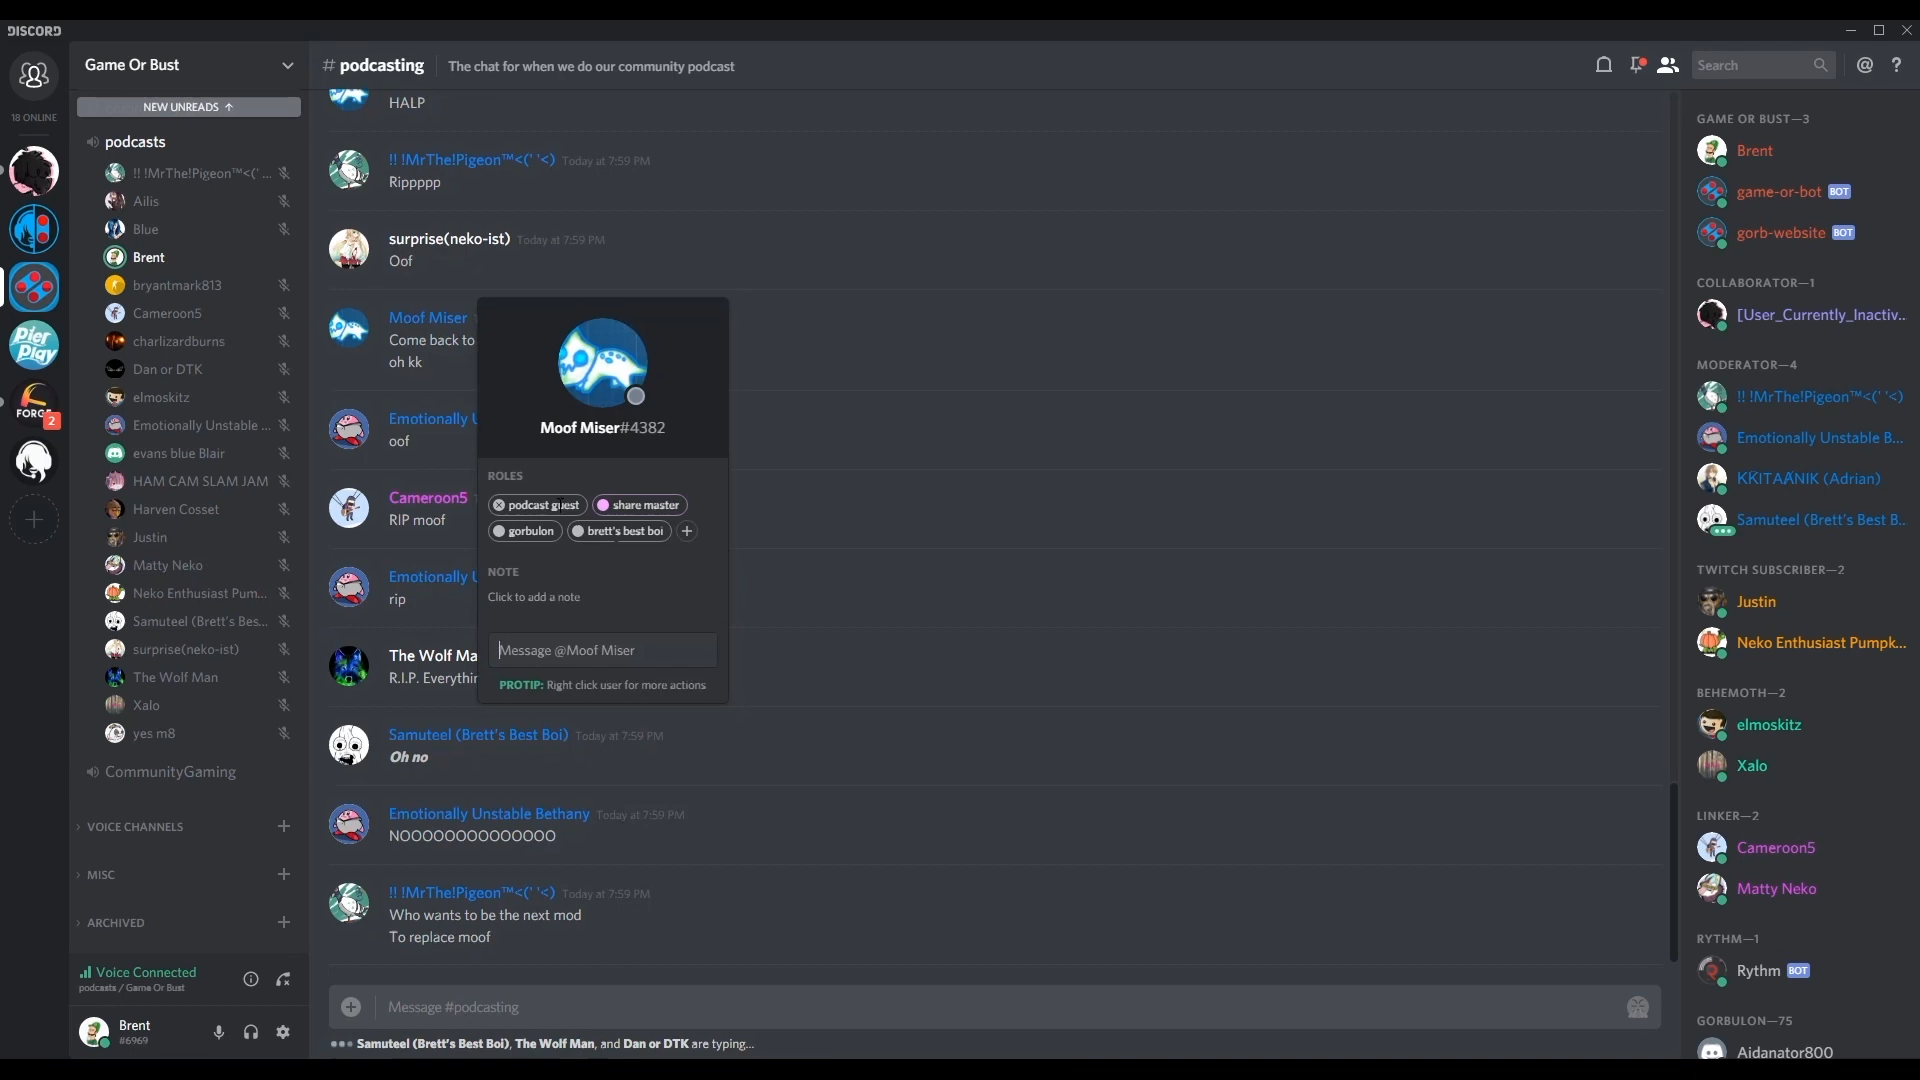 DISCORD
Game Or Bust
# podcasting
The chat for when we do our community podcast
Search
@
?
18 ONLINE
Pier
Play
FORGE
2
NEW UNREADS ↑
podcasts
!! !MrThe!Pigeon™<(' ...
Ailis
Blue
Brent
bryantmark813
Cameroon5
charlizardburns
Dan or DTK
elmoskitz
Emotionally Unstable ...
evans blue Blair
HAM CAM SLAM JAM
Harven Cosset
Justin
Matty Neko
Neko Enthusiast Pum...
Samuteel (Brett's Bes...
surprise(neko-ist)
The Wolf Man
Xalo
yes m8
CommunityGaming
VOICE CHANNELS
MISC
ARCHIVED
Voice Connected
podcasts / Game Or Bust
Brent
#6969
HALP
!! !MrThe!Pigeon™<(' '<) Today at 7:59 PM
Rippppp
surprise(neko-ist) Today at 7:59 PM
Oof
Moof Miser
Come back to
oh kk
Emotionally U
oof
Cameroon5
RIP moof
Emotionally U
rip
The Wolf Ma
R.I.P. Everythin
Samuteel (Brett's Best Boi) Today at 7:59 PM
Oh no
Emotionally Unstable Bethany Today at 7:59 PM
NOOOOOOOOOOOOOO
!! !MrThe!Pigeon™<(' '<) Today at 7:59 PM
Who wants to be the next mod
To replace moof
Message #podcasting
Samuteel (Brett's Best Boi), The Wolf Man, and Dan or DTK are typing...
Moof Miser#4382
ROLES
podcast guest
share master
gorbulon
brett's best boi
NOTE
Click to add a note
Message @Moof Miser
PROTIP: Right click user for more actions
GAME OR BUST—3
Brent
game-or-bot BOT
gorb-website BOT
COLLABORATOR—1
[User_Currently_Inactiv...
MODERATOR—4
!! !MrThe!Pigeon™<(' '<)
Emotionally Unstable B...
(Adrian)
Samuteel (Brett's Best B...
TWITCH SUBSCRIBER—2
Justin
Neko Enthusiast Pumpk...
BEHEMOTH—2
elmoskitz
Xalo
LINKER—2
Cameroon5
Matty Neko
RYTHM—1
Rythm BOT
GORBULON—75
Aidanator800